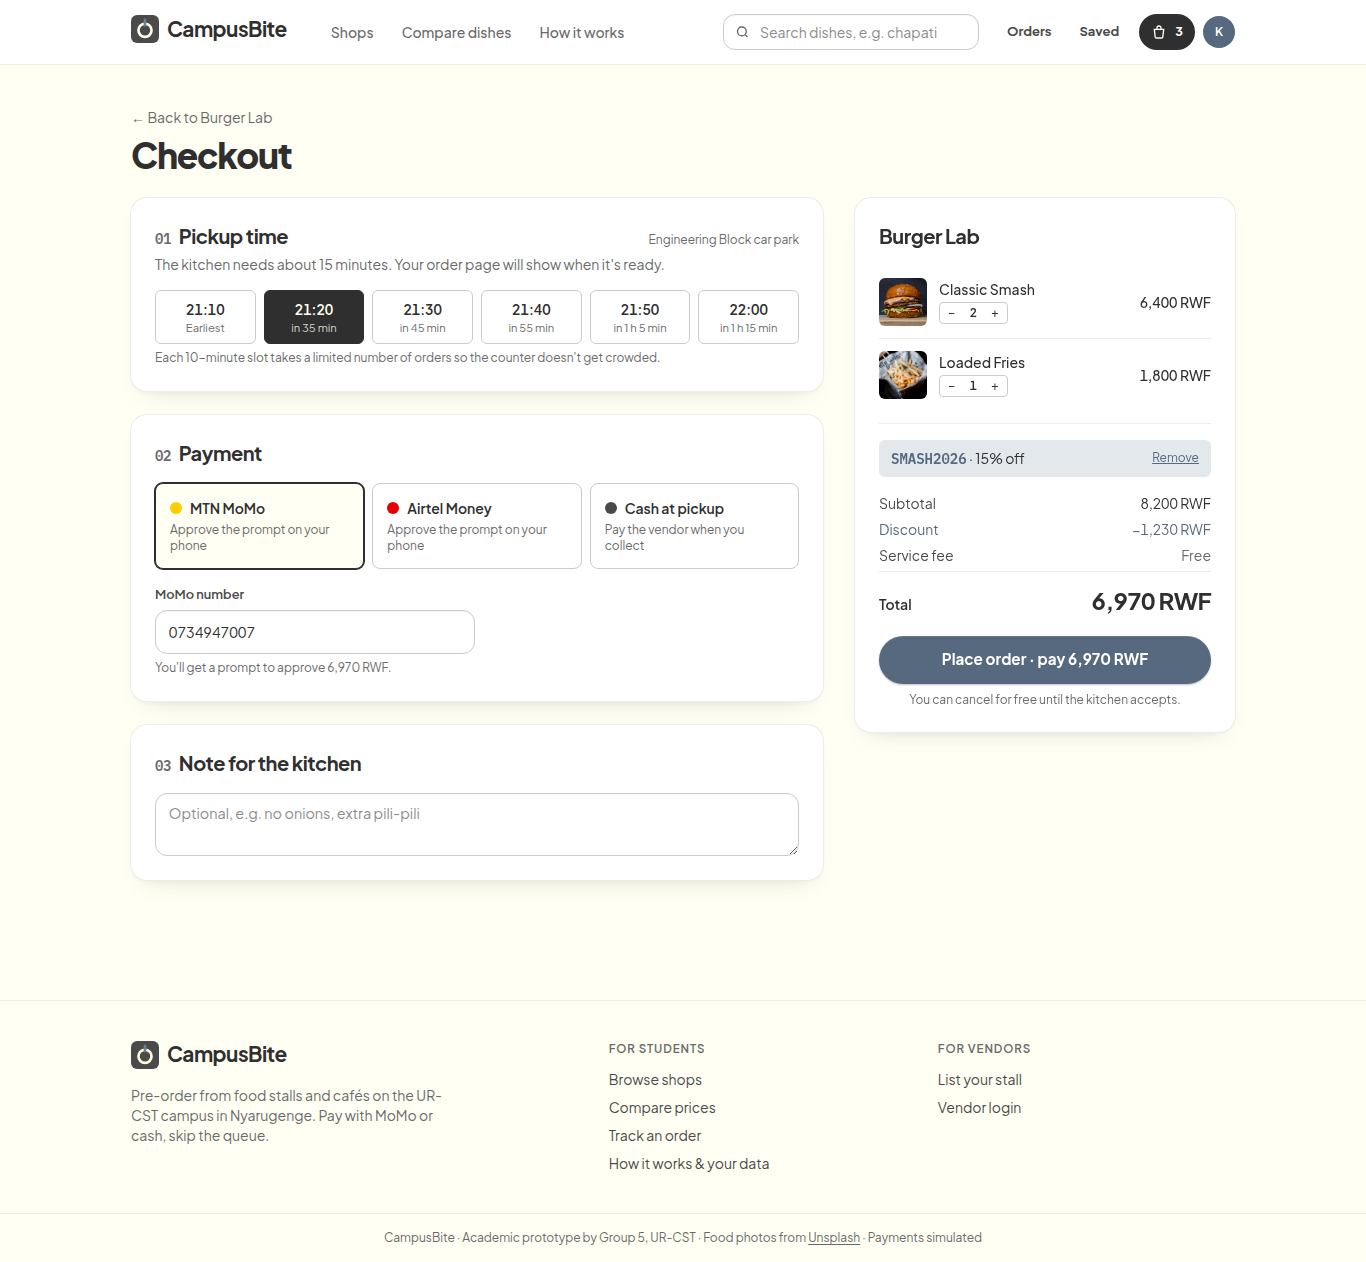 CampusBite
Shops
Compare dishes
How it works
Search dishes, e.g. chapati
Orders
Saved
3
K
← Back to Burger Lab
Checkout
01 Pickup time
Engineering Block car park
The kitchen needs about 15 minutes. Your order page will show when it's ready.
21:10
Earliest
21:20
in 35 min
21:30
in 45 min
21:40
in 55 min
21:50
in 1 h 5 min
22:00
in 1 h 15 min
Each 10-minute slot takes a limited number of orders so the counter doesn't get crowded.
02 Payment
MTN MoMo
Approve the prompt on your
phone
Airtel Money
Approve the prompt on your
phone
Cash at pickup
Pay the vendor when you
collect
MoMo number
0734947007
You'll get a prompt to approve 6,970 RWF.
03 Note for the kitchen
Optional, e.g. no onions, extra pili-pili
Burger Lab
Classic Smash
− 2 +
6,400 RWF
Loaded Fries
− 1 +
1,800 RWF
SMASH2026 · 15% off
Remove
Subtotal
8,200 RWF
Discount
−1,230 RWF
Service fee
Free
Total
6,970 RWF
Place order · pay 6,970 RWF
You can cancel for free until the kitchen accepts.
CampusBite
Pre-order from food stalls and cafés on the UR-
CST campus in Nyarugenge. Pay with MoMo or
cash, skip the queue.
FOR STUDENTS
Browse shops
Compare prices
Track an order
How it works & your data
FOR VENDORS
List your stall
Vendor login
CampusBite · Academic prototype by Group 5, UR-CST · Food photos from Unsplash · Payments simulated